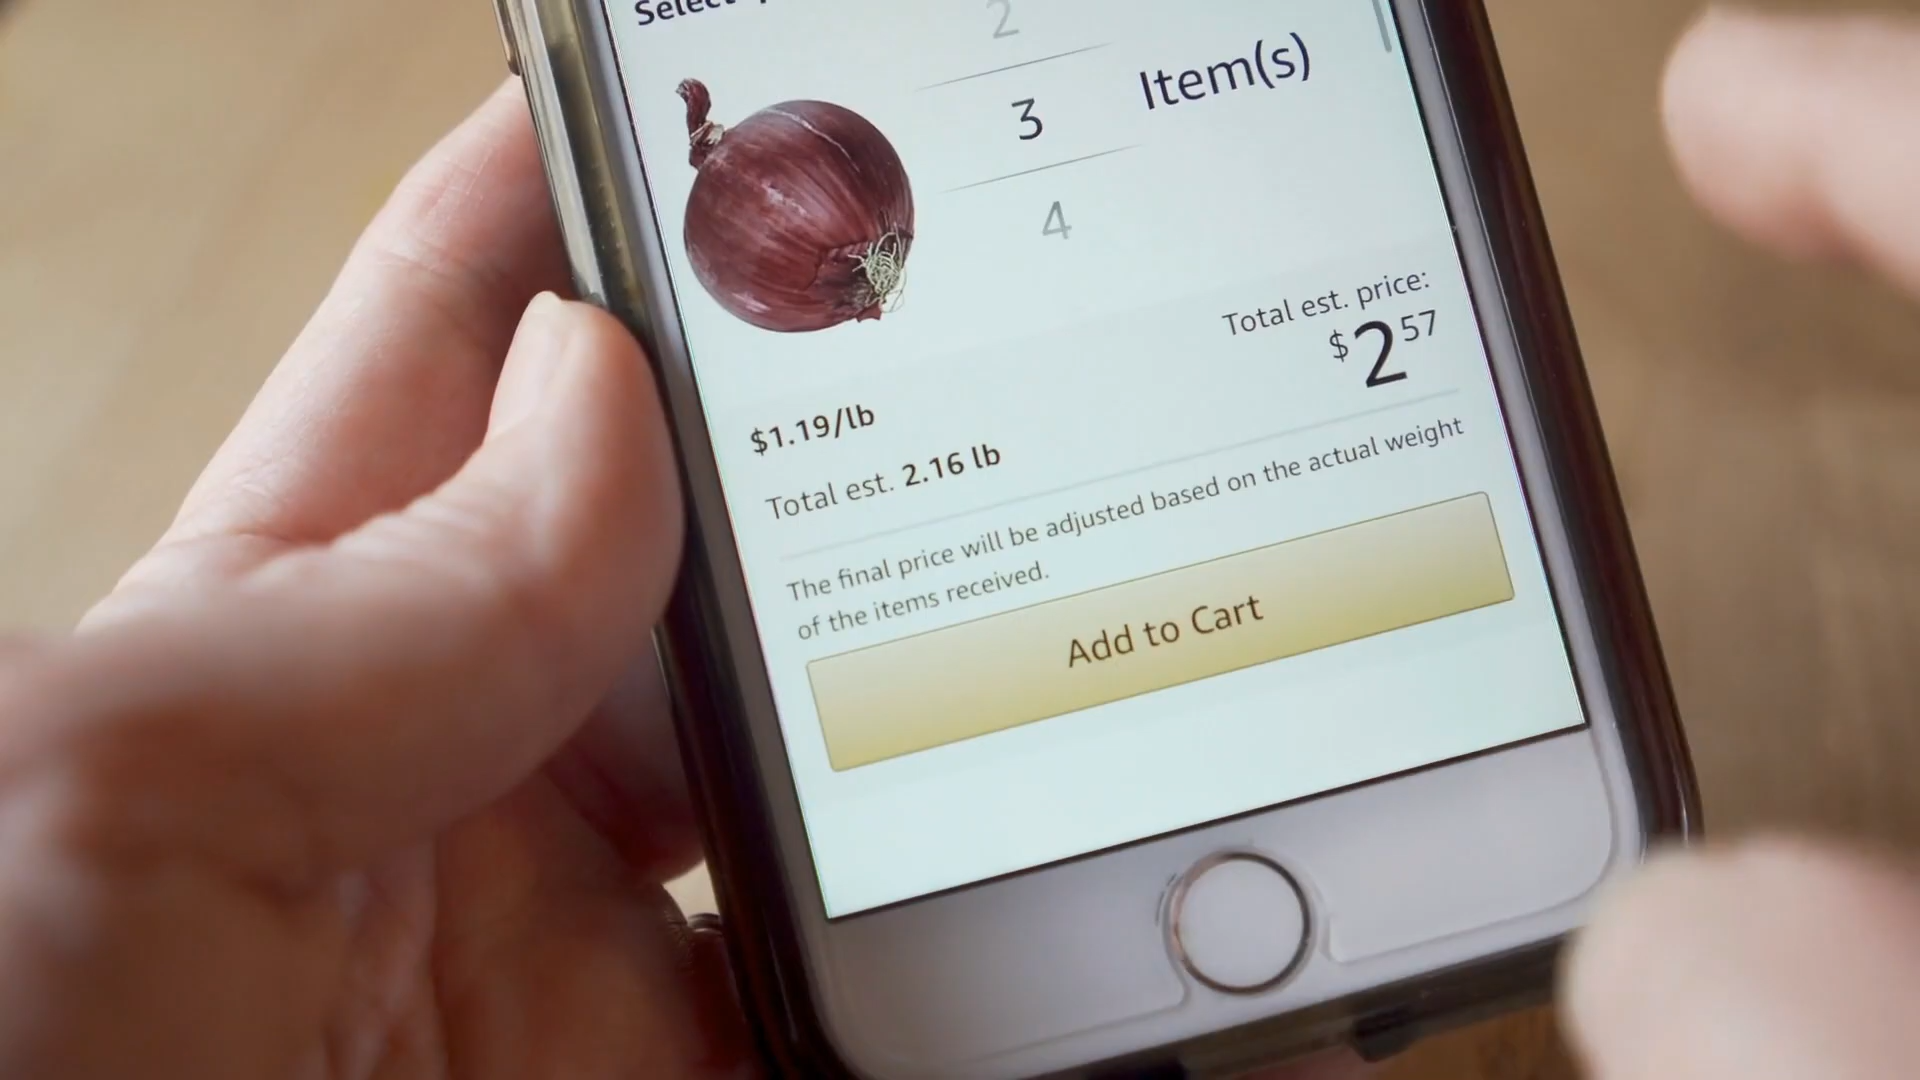 Select
2
3 Item(s)
4
Total est. price:
$2 57
$1.19/lb
Total est. 2.16 lb
The final price will be adjusted based on the actual weight
of the items received.
Add to Cart